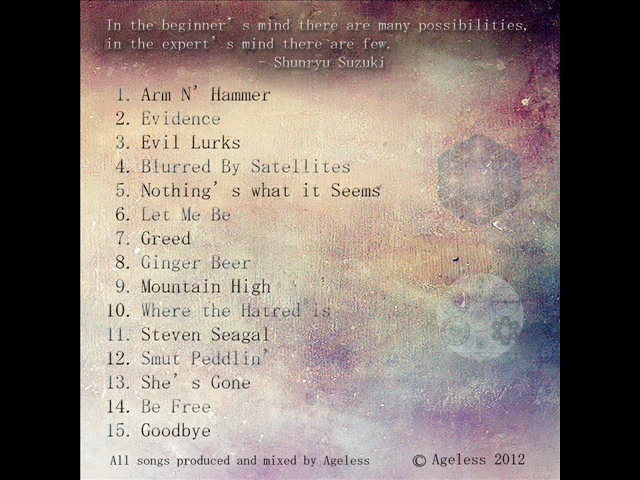 In the beginner's mind there are many possibilities,
in the expert's mind there are few.
- Shunryu Suzuki
1. Arm N' Hammer
2. Evidence
3. Evil Lurks
4. Blurred By Satellites
5. Nothing's what it Seems
6. Let Me Be
7. Greed
8. Ginger Beer
9. Mountain High
10. Where the Hatred is
11. Steven Seagal
12. Smut Peddlin'
13. She's Gone
14. Be Free
15. Goodbye
All songs produced and mixed by Ageless
© Ageless 2012